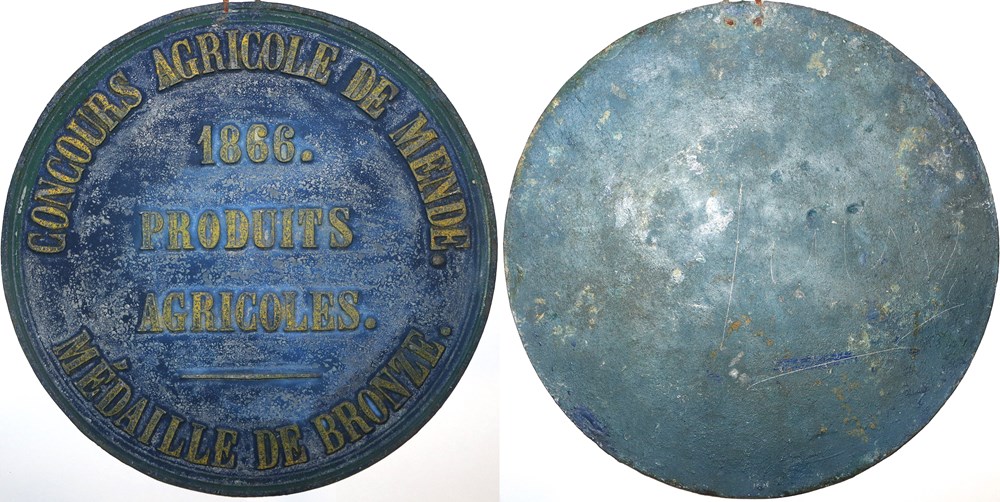 CONCOURS AGRICOLE DE MENDE.
1866.
PRODUITS
AGRICOLES.
MÉDAILLE DE BRONZE.